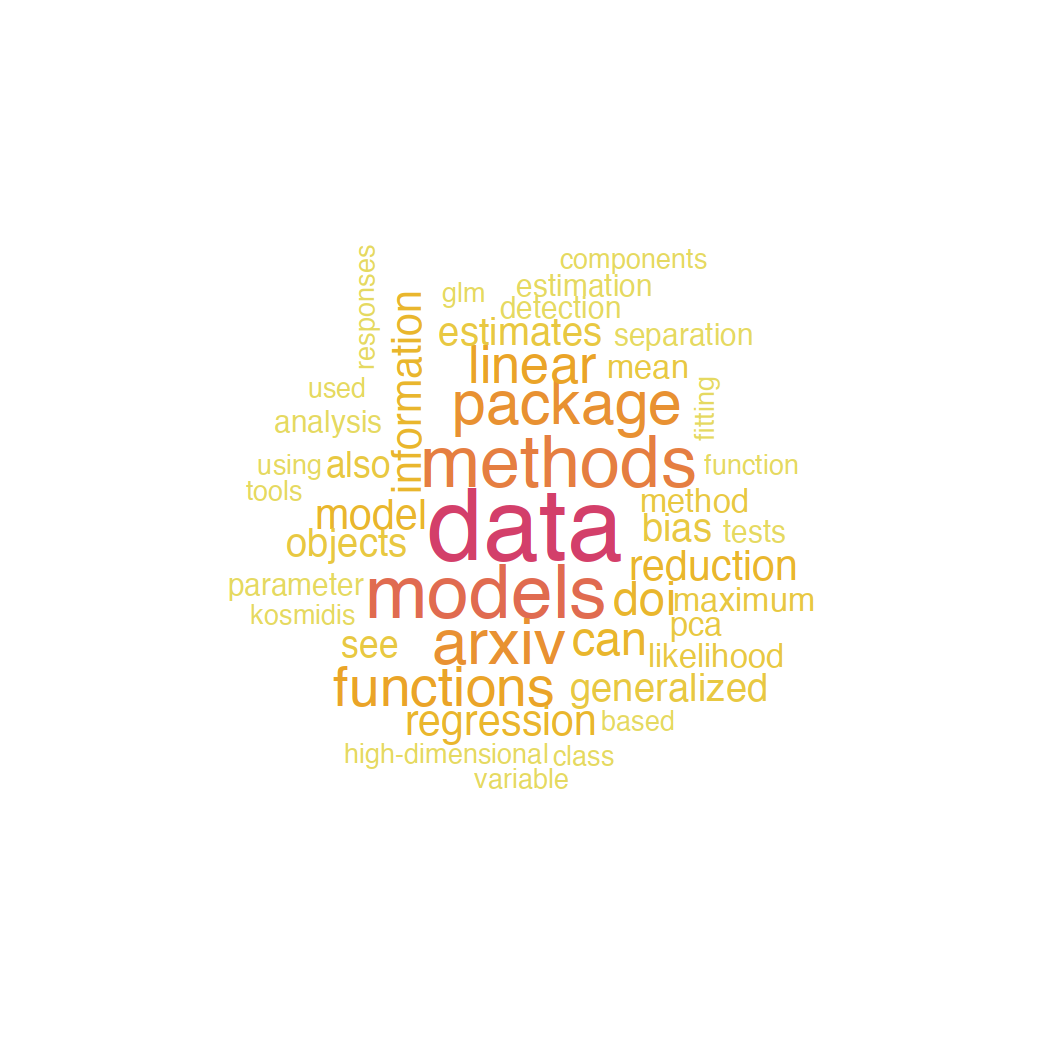 components
responses
estimation
glm
information
detection
estimates
separation
linear
mean
used
package
fitting
analysis
methods
using
also
function
tools
method
model
data
bias
tests
objects
reduction
parameter
models
doi
maximum
kosmidis
pca
arxiv
can
see
likelihood
functions
generalized
regression
based
high-dimensional
class
variable